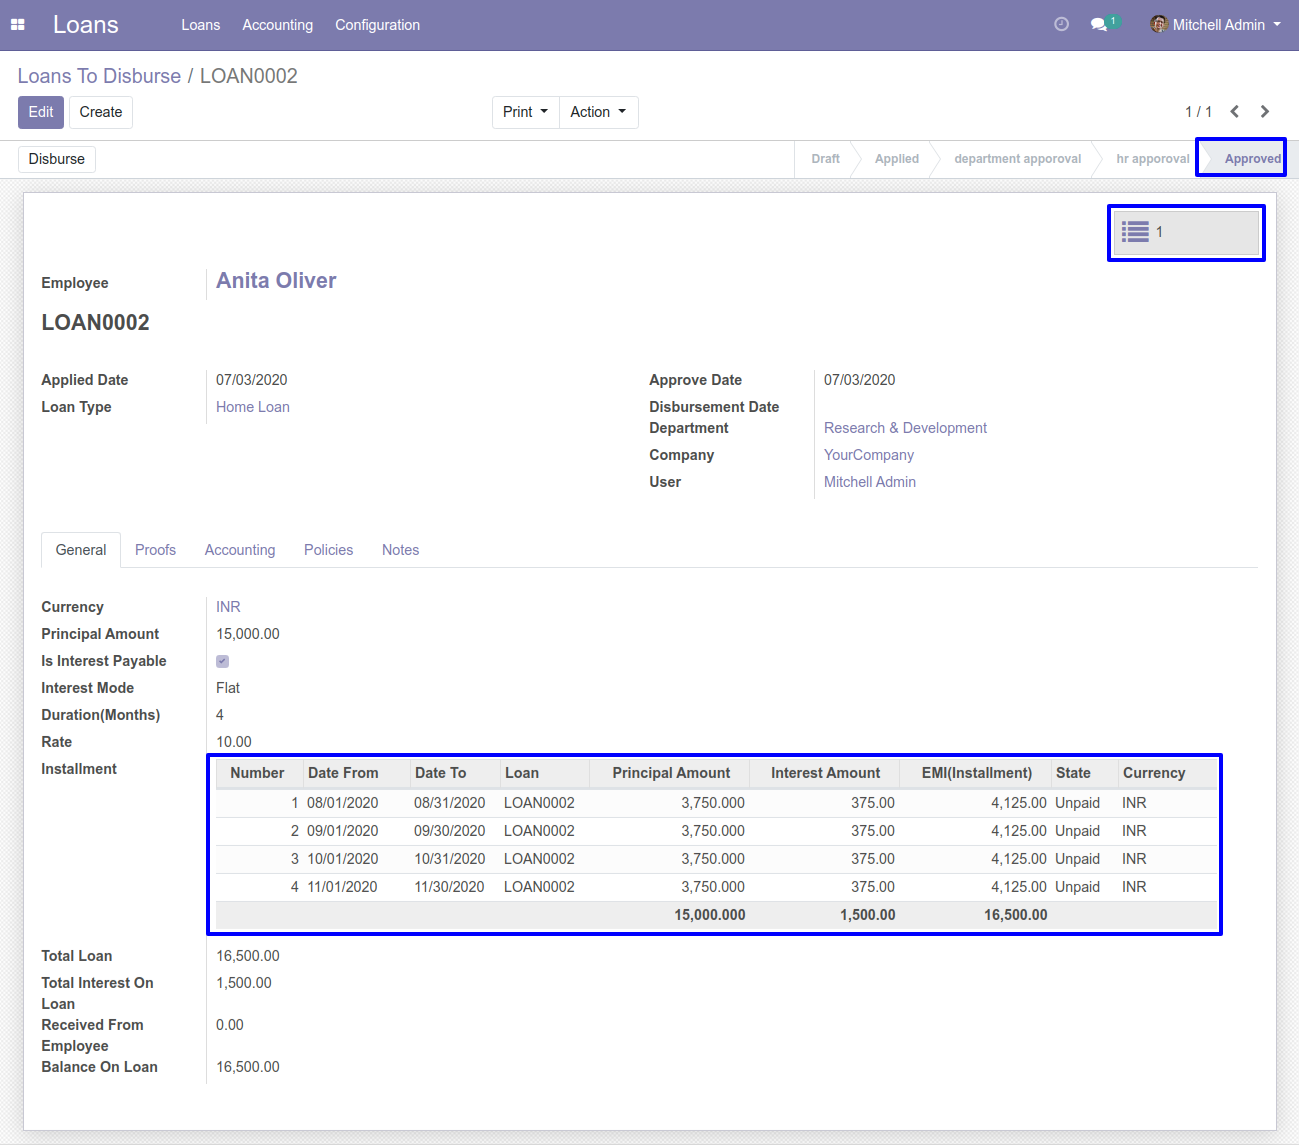 Loans Loans Accounting Configuration 1 Mitchell Admin
Loans To Disburse / LOAN0002
Edit Create Print Action 1 / 1
Disburse Draft Applied department apporoval hr apporoval Approved
1
Employee Anita Oliver
LOAN0002
Applied Date 07/03/2020 Approve Date 07/03/2020
Loan Type Home Loan Disbursement Date
Department Research & Development
Company YourCompany
User Mitchell Admin
General Proofs Accounting Policies Notes
Currency INR
Principal Amount 15,000.00
Is Interest Payable
Interest Mode Flat
Duration(Months) 4
Rate 10.00
Installment Number Date From Date To Loan Principal Amount Interest Amount EMI(Installment) State Currency
1 08/01/2020 08/31/2020 LOAN0002 3,750.000 375.00 4,125.00 Unpaid INR
2 09/01/2020 09/30/2020 LOAN0002 3,750.000 375.00 4,125.00 Unpaid INR
3 10/01/2020 10/31/2020 LOAN0002 3,750.000 375.00 4,125.00 Unpaid INR
4 11/01/2020 11/30/2020 LOAN0002 3,750.000 375.00 4,125.00 Unpaid INR
15,000.000 1,500.00 16,500.00
Total Loan 16,500.00
Total Interest On 1,500.00
Loan
Received From 0.00
Employee
Balance On Loan 16,500.00